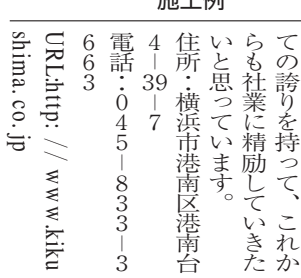 施工例
ての誇りを持って、これか
らも社業に精励していきた
いと思っています。
住所：横浜市港南区港南台
4―39―7
電話：045―833―3
663
URL:http: // www.kiku
shima. co. jp